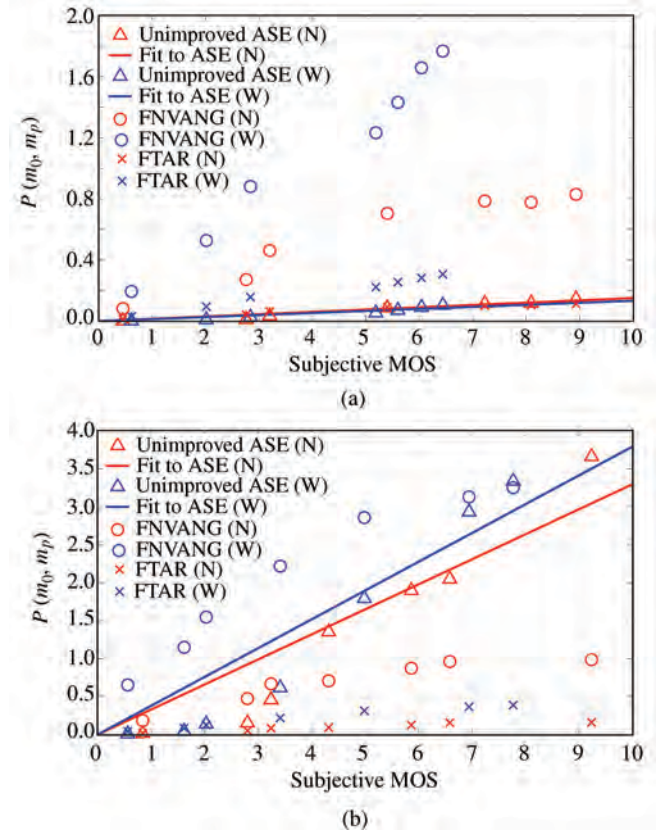 2.0
1.6
1.2
0.8
0.4
0.0
P (m0, mp)
Unimproved ASE (N)
Fit to ASE (N)
Unimproved ASE (W)
Fit to ASE (W)
FNVANG (N)
FNVANG (W)
FTAR (N)
FTAR (W)
0 1 2 3 4 5 6 7 8 9 10
Subjective MOS
(a)
4.0
3.5
3.0
2.5
2.0
1.5
1.0
0.5
0.0
P (m0, mp)
Unimproved ASE (N)
Fit to ASE (N)
Unimproved ASE (W)
Fit to ASE (W)
FNVANG (N)
FNVANG (W)
FTAR (N)
FTAR (W)
0 1 2 3 4 5 6 7 8 9 10
Subjective MOS
(b)